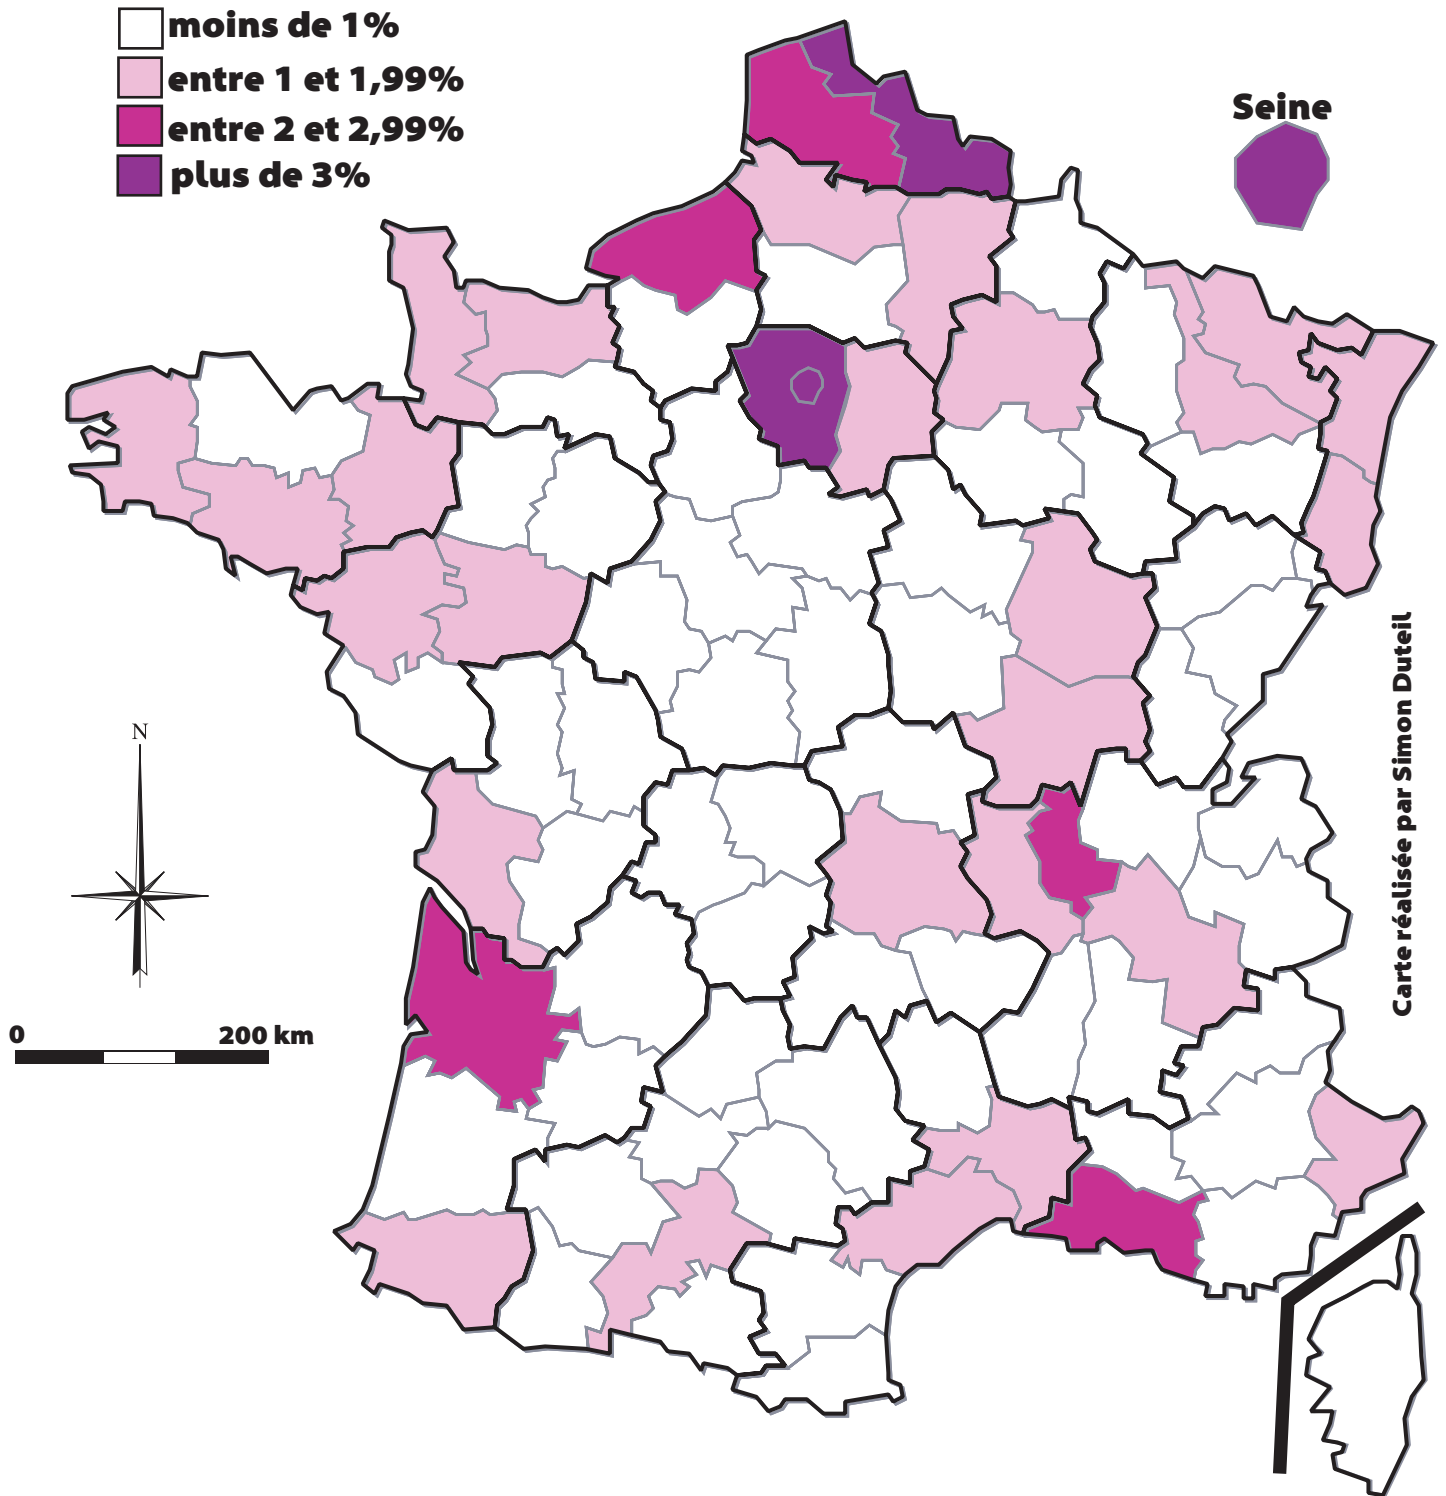 moins de 1%
entre 1 et 1,99%
entre 2 et 2,99%
plus de 3%
Seine
N
0 200 km
Carte réalisée par Simon Duteil